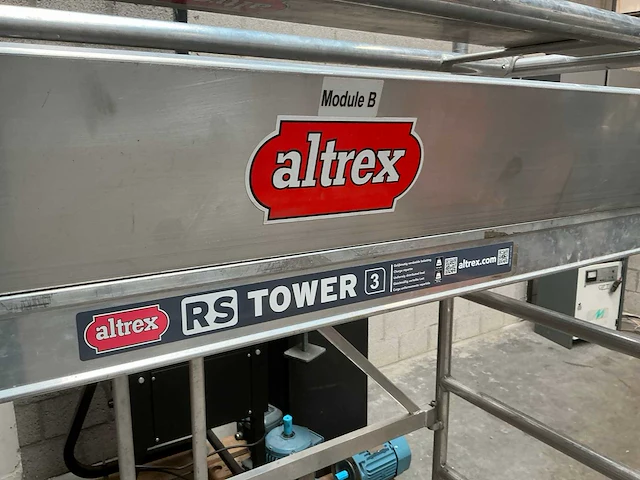 Module B
altrex
altrex RS TOWER 3
altrex.com